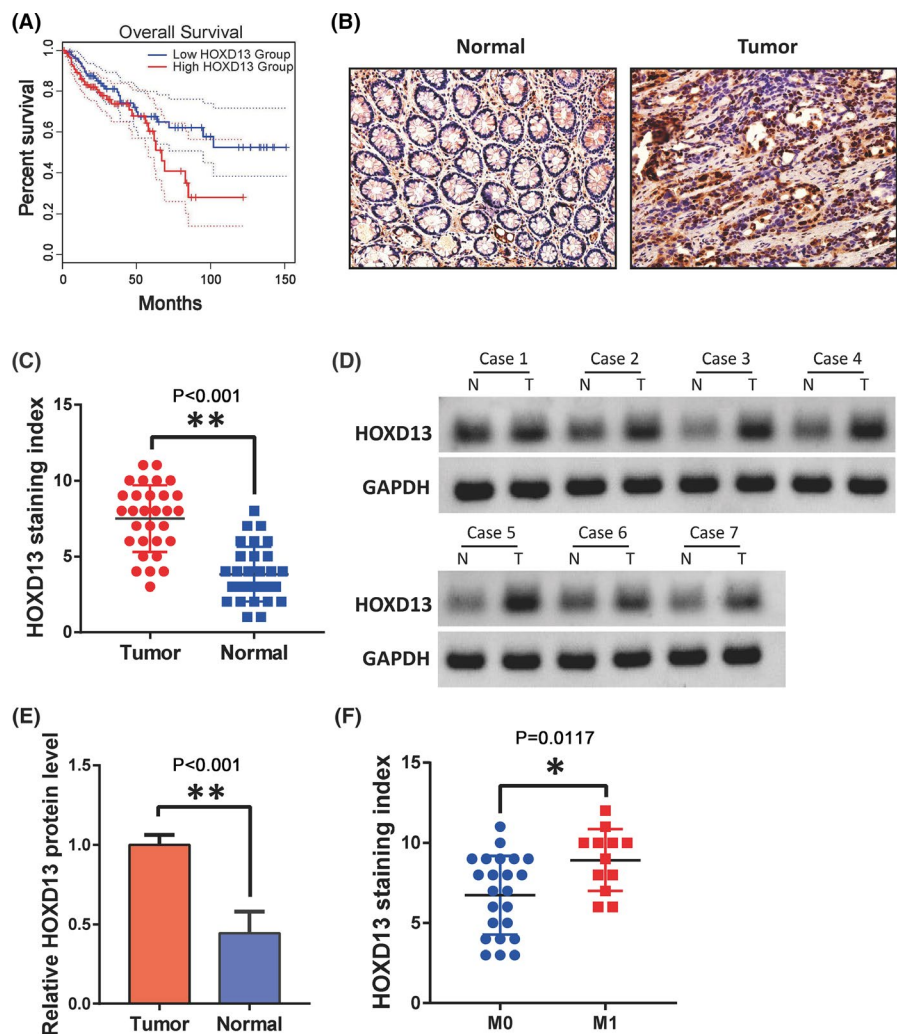 (A)
Overall Survival
Low HOXD13 Group
High HOXD13 Group
Percent survival
1.0
0.8
0.6
0.4
0.2
0.0
0 50 100 150
Months
(B)
Normal Tumor
(C)
P<0.001
**
HOXD13 staining index
15
10
5
0
Tumor Normal
(D)
Case 1 Case 2 Case 3 Case 4
N T N T N T N T
HOXD13
GAPDH
Case 5 Case 6 Case 7
N T N T N T
HOXD13
GAPDH
(E)
P<0.001
**
Relative HOXD13 protein level
1.5
1.0
0.5
0.0
Tumor Normal
(F)
P=0.0117
*
HOXD13 staining index
15
10
5
0
M0 M1